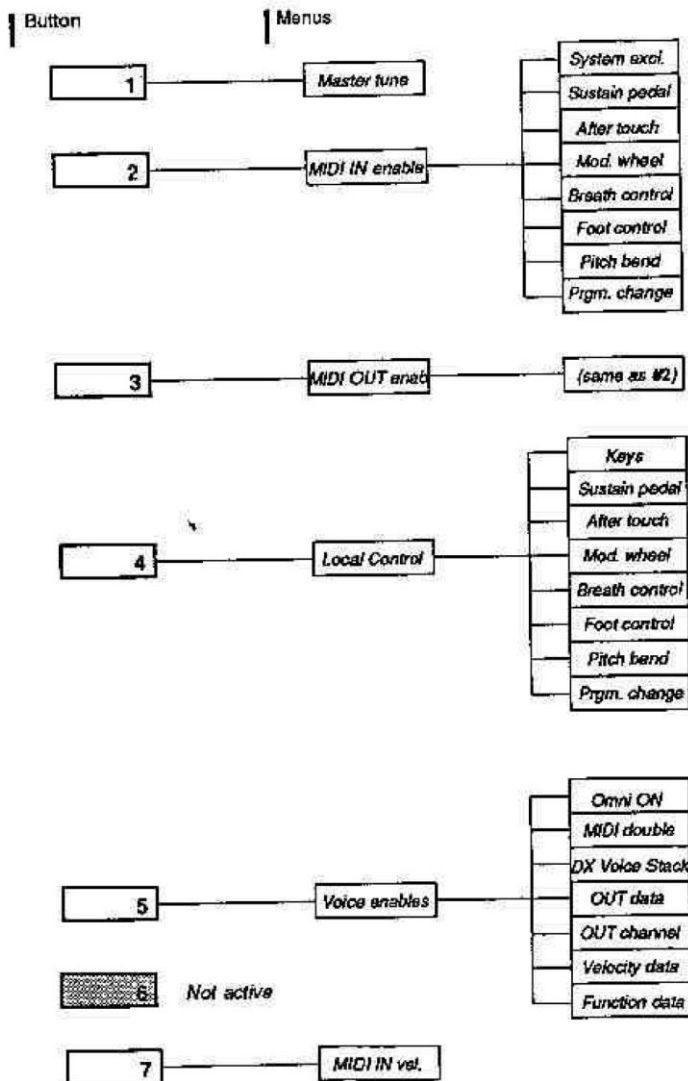 Button
Menus
1
Master tune
System excl.
Sustain pedal
After touch
2
MIDI IN enable
Mod. wheel
Breath control
Foot control
Pitch bend
Prgm. change
3
MIDI OUT enab
(same as #2)
Keys
Sustain pedal
After touch
4
Local Control
Mod. wheel
Breath control
Foot control
Pitch bend
Prgm. change
Omni ON
MIDI double
DX Voice Stack
5
Voice enables
OUT data
OUT channel
6
Not active
Velocity data
Function data
7
MIDI IN vel.